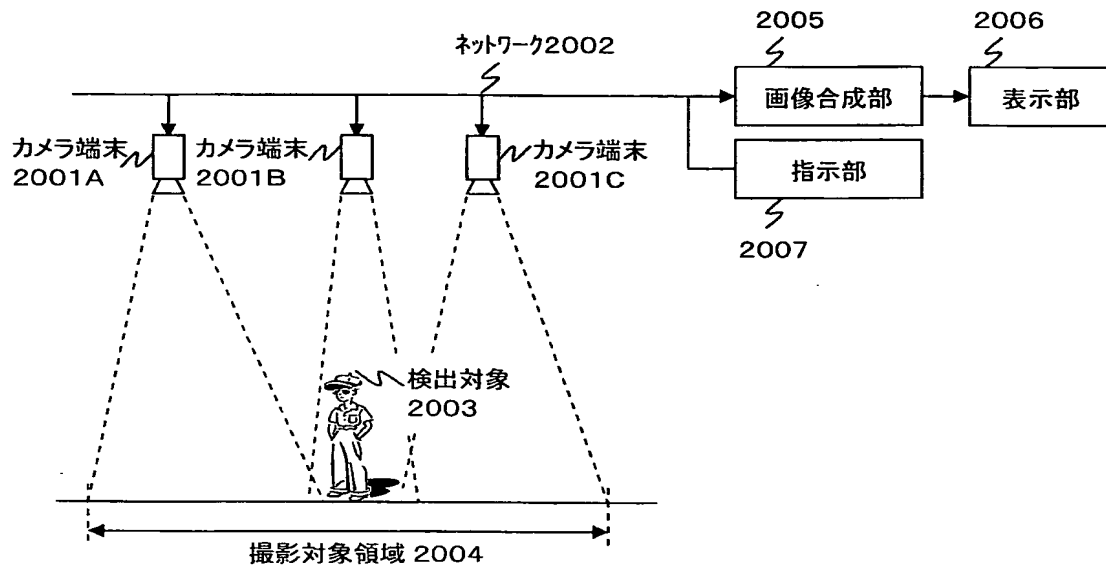 2005
2006
ネットワーク2002
画像合成部
表示部
カメラ端末
2001A
カメラ端末
2001B
カメラ端末
2001C
指示部
2007
検出対象
2003
撮影対象領域 2004